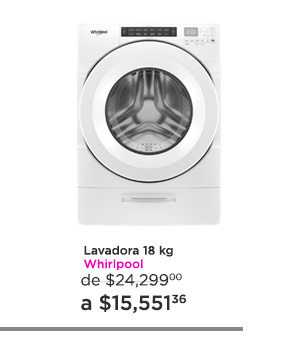 Whirlpool
Lavadora 18 kg
Whirlpool
de $24,299⁰⁰
a $15,551³⁶